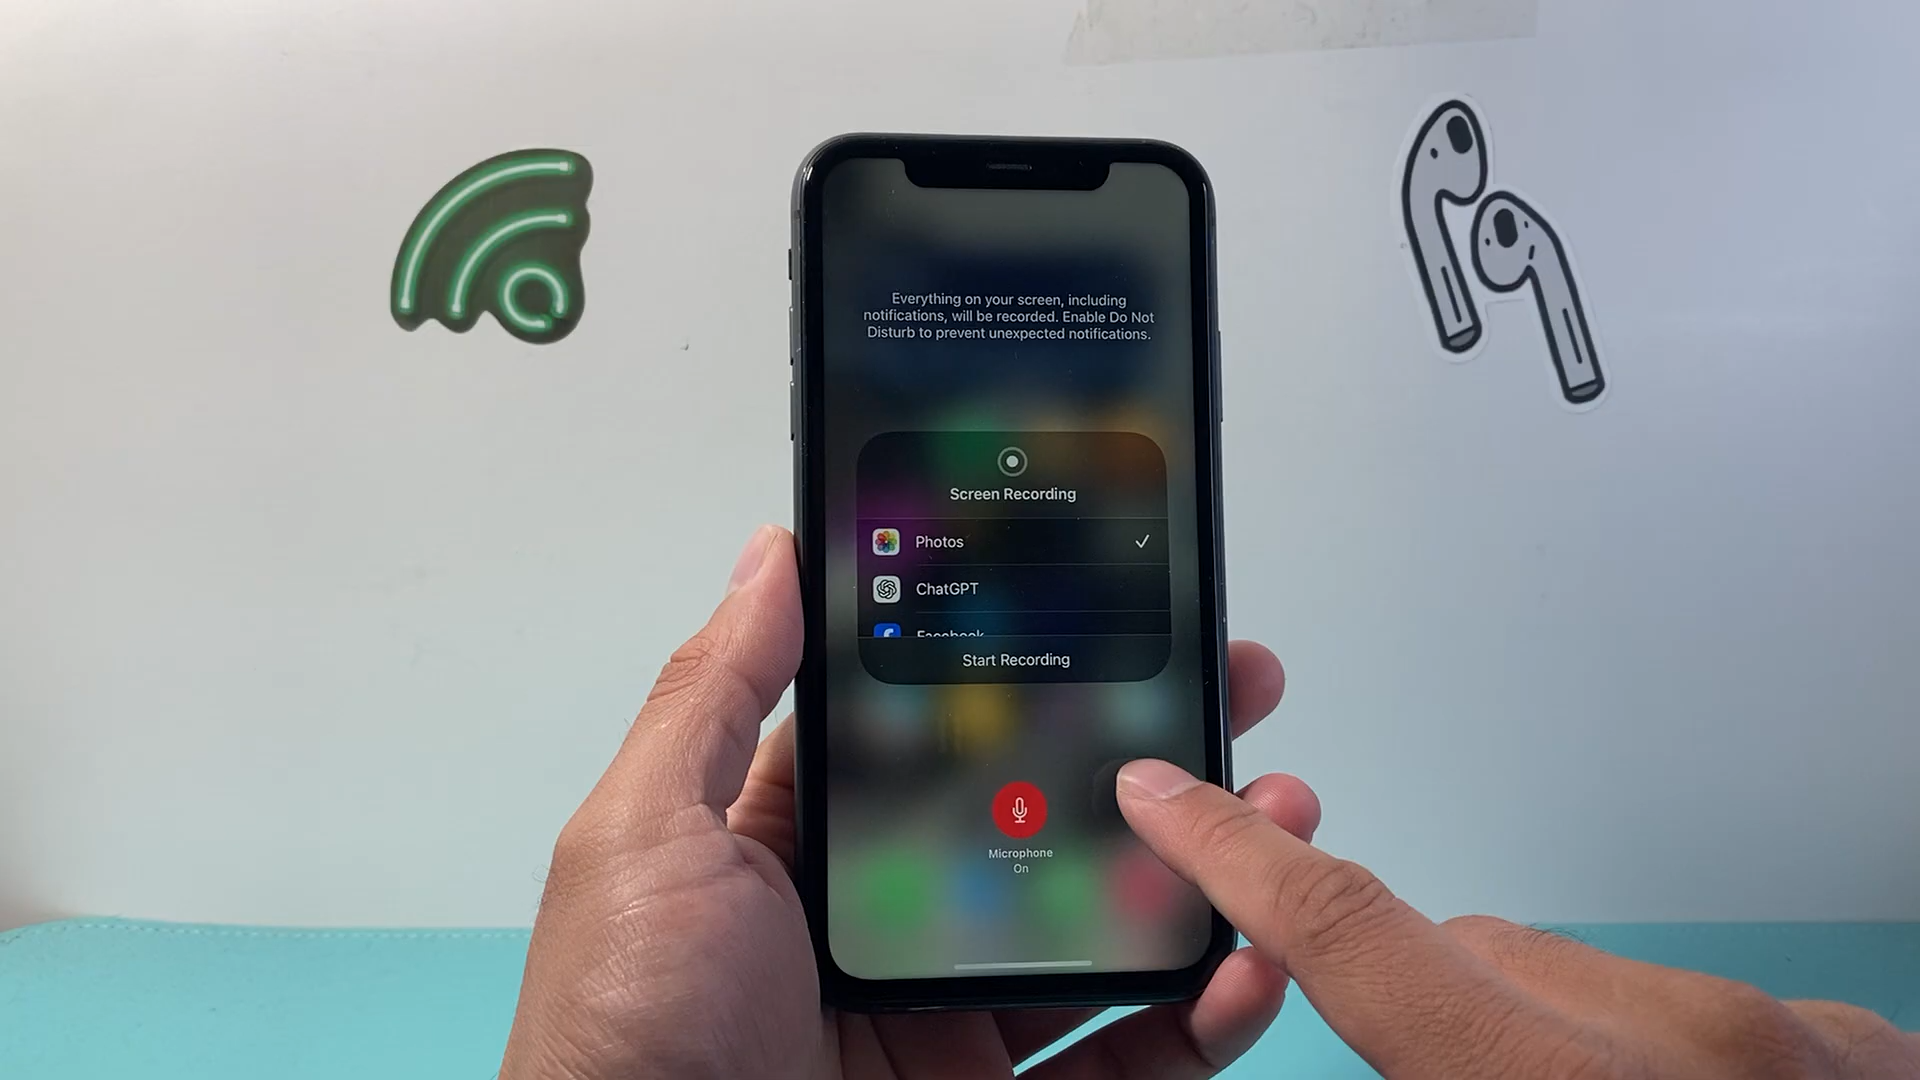 Everything on your screen, including
notifications, will be recorded. Enable Do Not
Disturb to prevent unexpected notifications.
Screen Recording
Photos
ChatGPT
Facebook
Start Recording
Microphone
On